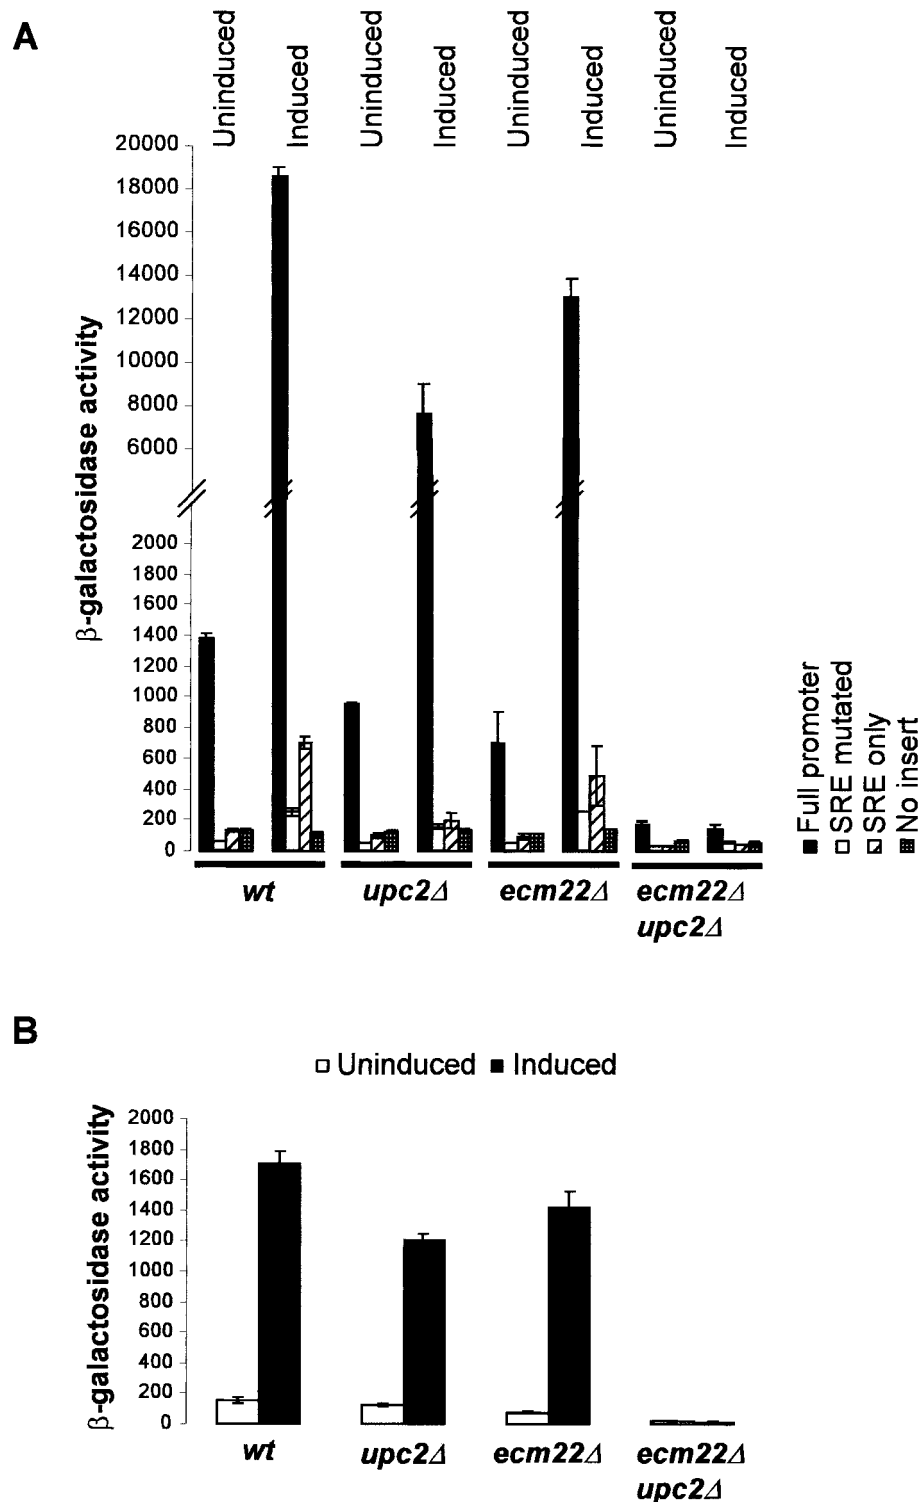 A
Uninduced Induced Uninduced Induced Uninduced Induced Uninduced Induced
β-galactosidase activity
20000
18000
16000
14000
12000
10000
8000
6000
2000
1800
1600
1400
1200
1000
800
600
400
200
0
wt upc2Δ ecm22Δ ecm22Δ
upc2Δ
Full promoter
SRE mutated
SRE only
No insert
B
Uninduced Induced
β-galactosidase activity
2000
1800
1600
1400
1200
1000
800
600
400
200
0
wt upc2Δ ecm22Δ ecm22Δ
upc2Δ